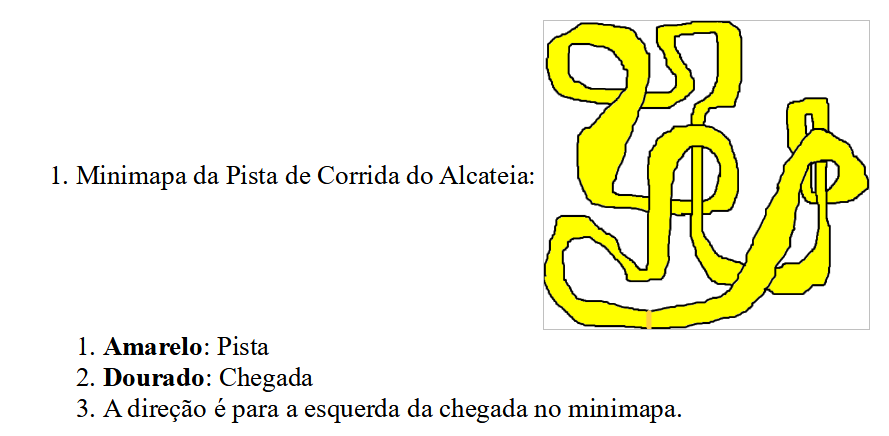 1. Minimapa da Pista de Corrida do Alcateia:
1. Amarelo: Pista
2. Dourado: Chegada
3. A direção é para a esquerda da chegada no minimapa.